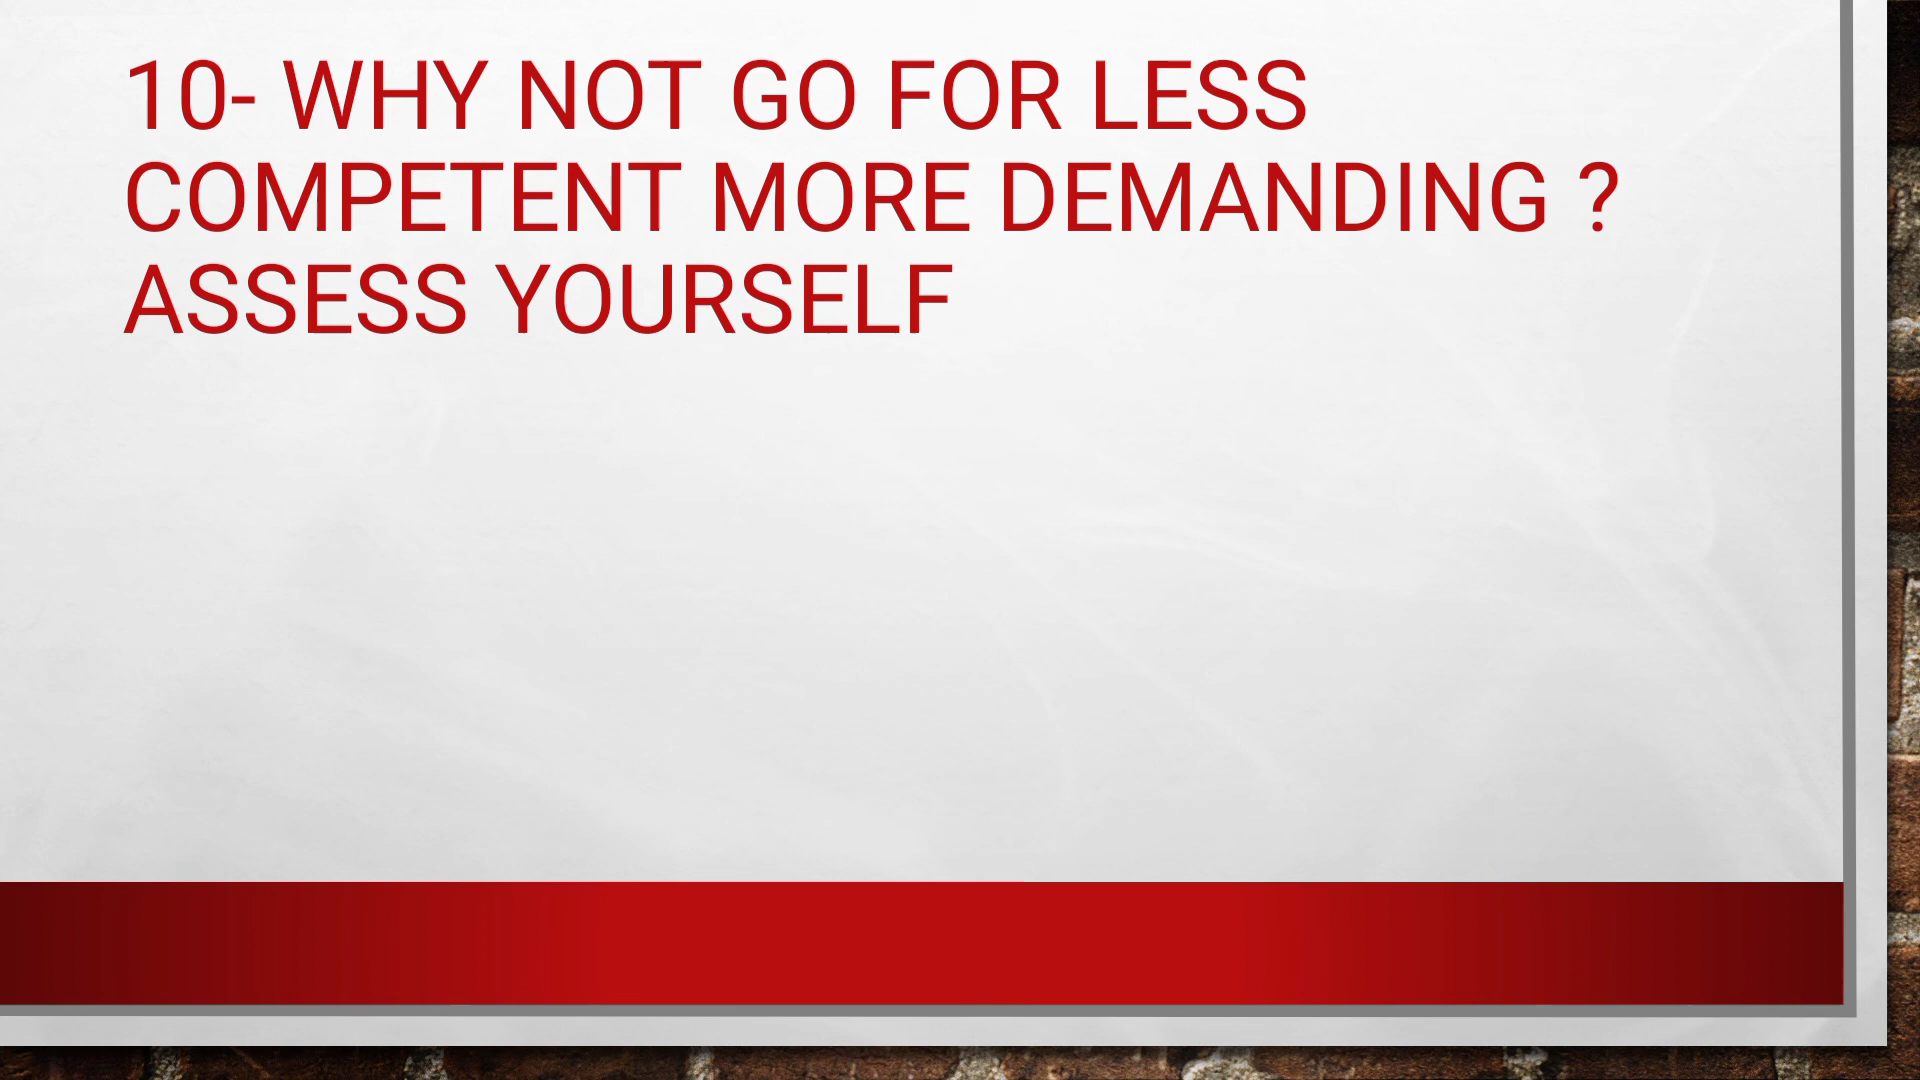 10- WHY NOT GO FOR LESS
COMPETENT MORE DEMANDING ?
ASSESS YOURSELF